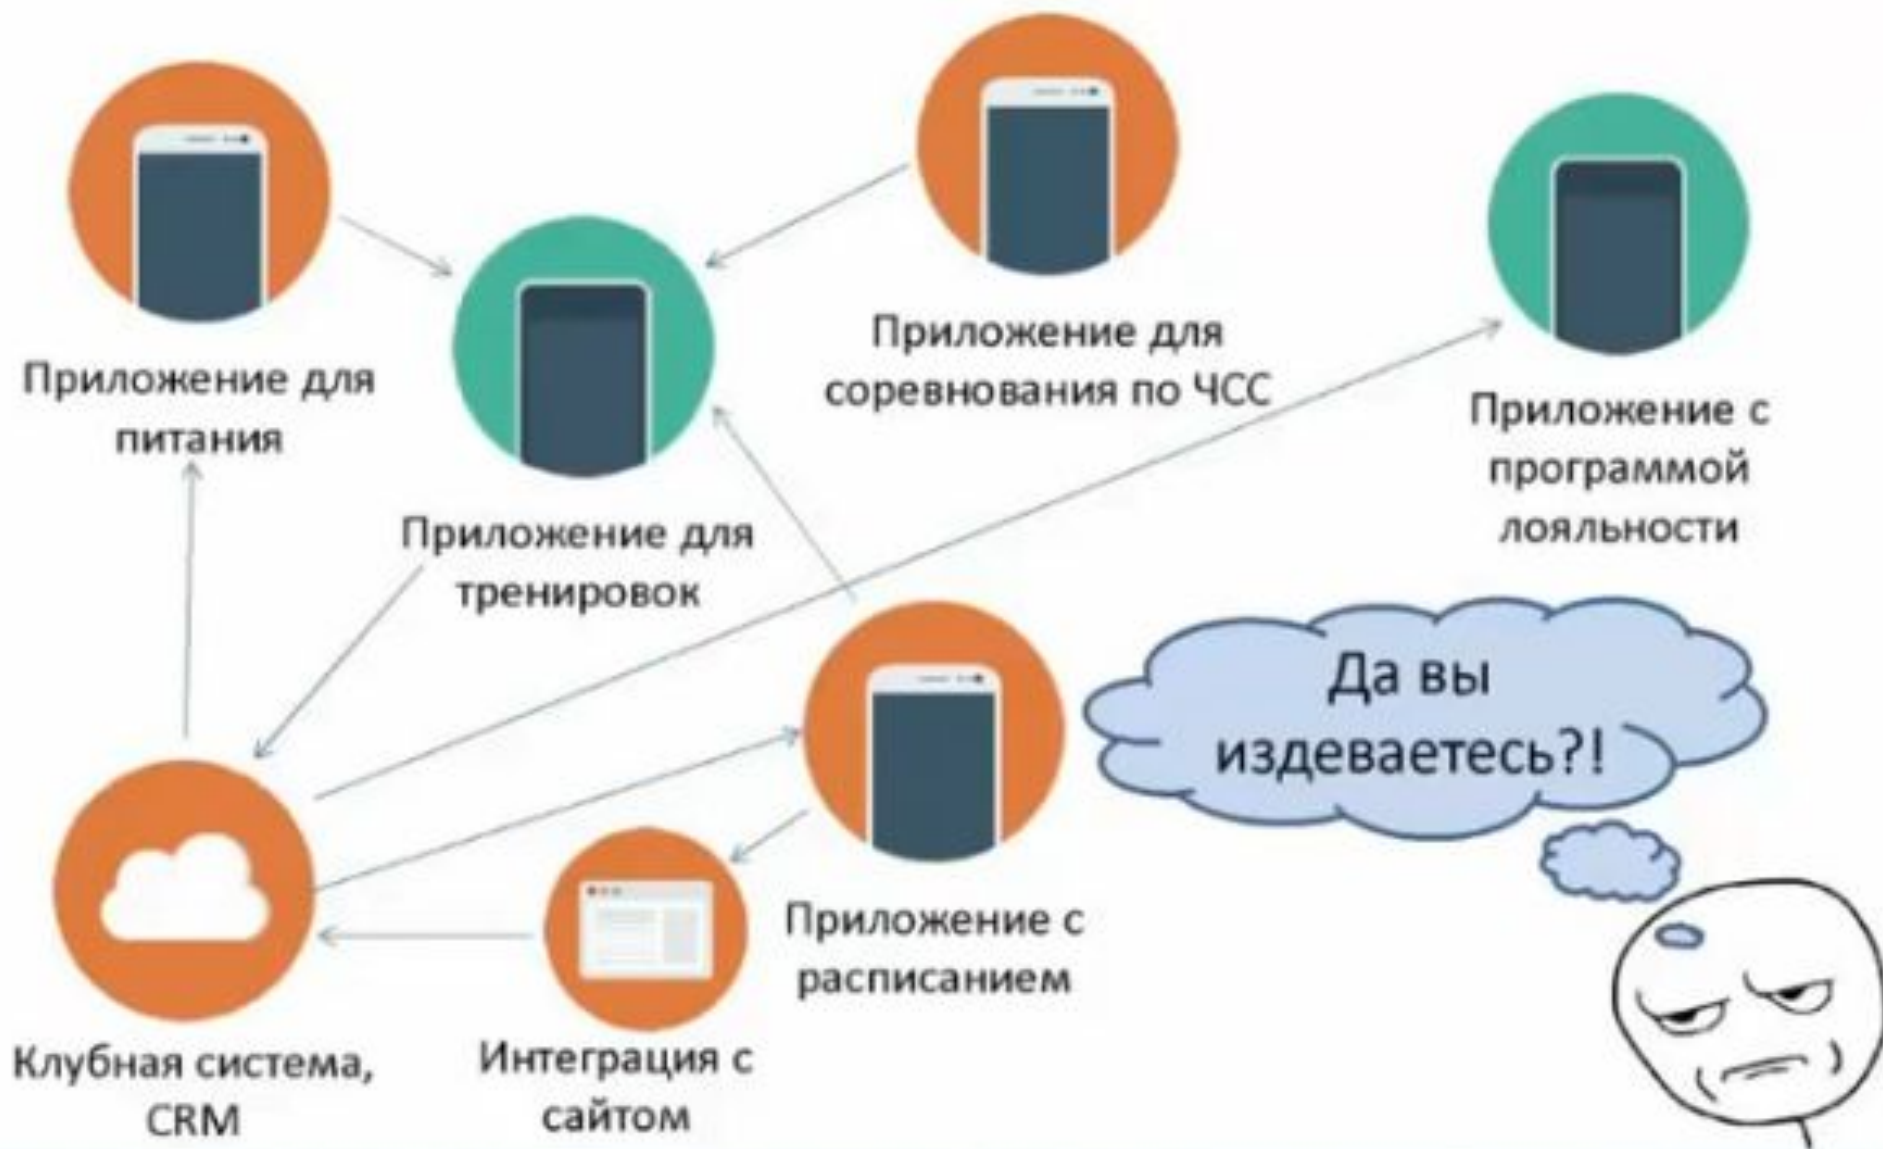 Приложение для
питания
Приложение для
тренировок
Приложение для
соревнования по ЧСС
Приложение с
программой
лояльности
Да вы
издеваетесь?!
Приложение с
расписанием
Клубная система,
CRM
Интеграция с
сайтом